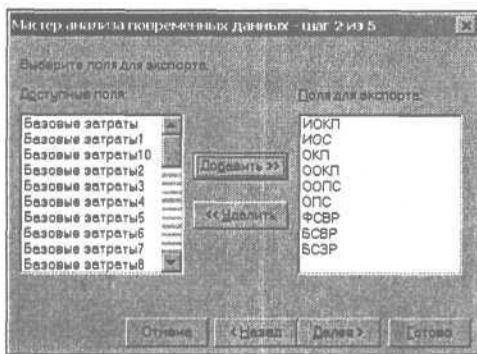 Мастер анализа повременных данных - шаг 2 из 5
Выберите поля для экспорта:
Доступные поля:
Поля для экспорта:
Базовые затраты
Базовые затраты1
Базовые затраты10
Базовые затраты2
Базовые затраты3
Базовые затраты4
Базовые затраты5
Базовые затраты6
Базовые затраты7
Базовые затраты8
Добавить >>
<< Удалить
ИОКП
ИОС
ОКП
ООКП
ООПС
ОПС
ФСВР
БСВР
БСЗР
Отмена
< Назад
Далее >
Готово